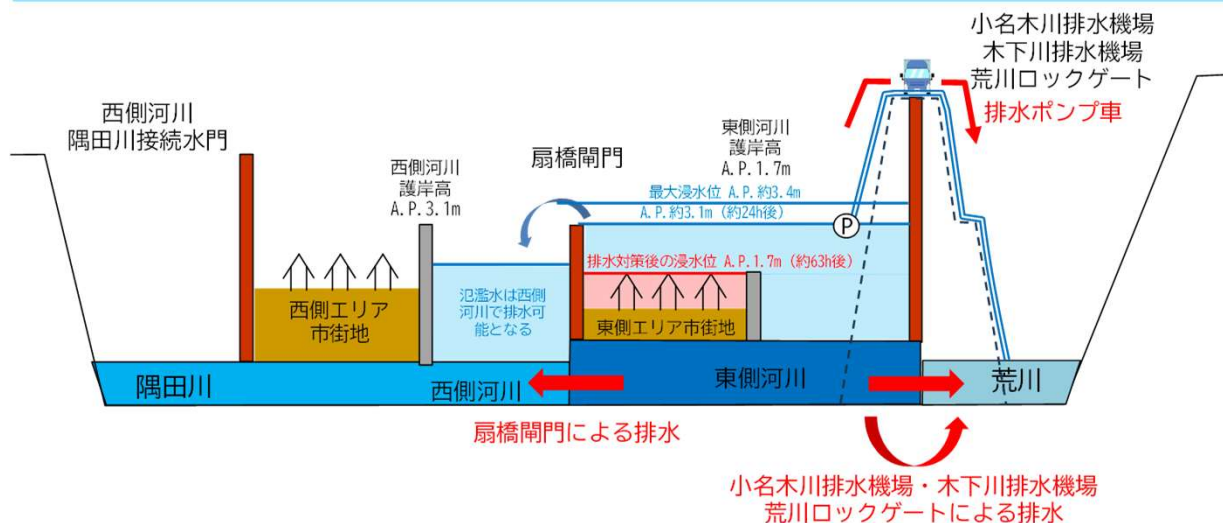 小名木川排水機場
木下川排水機場
荒川ロックゲート
排水ポンプ車
西側河川
隅田川接続水門
西側河川
護岸高
A.P.3.1m
扇橋閘門
東側河川
護岸高
A.P.1.7m
最大浸水位 A.P.約3.4m
A.P.約3.1m（約24h後）
P
排水対策後の浸水位 A.P.1.7m（約63h後）
西側エリア
市街地
氾濫水は西側
河川で排水可
能となる
東側エリア市街地
隅田川
西側河川
東側河川
荒川
扇橋閘門による排水
小名木川排水機場・木下川排水機場
荒川ロックゲートによる排水